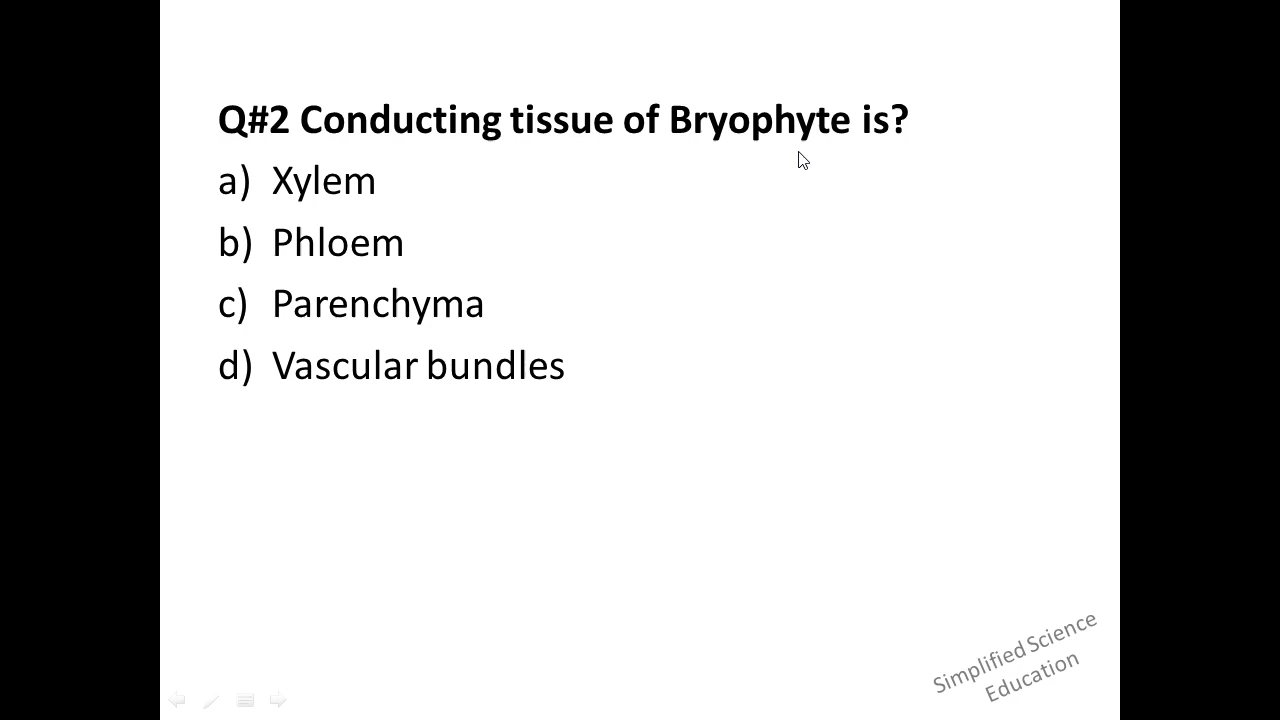 Q#2 Conducting tissue of Bryophyte is?
a) Xylem
b) Phloem
c) Parenchyma
d) Vascular bundles
Simplified Science
Education